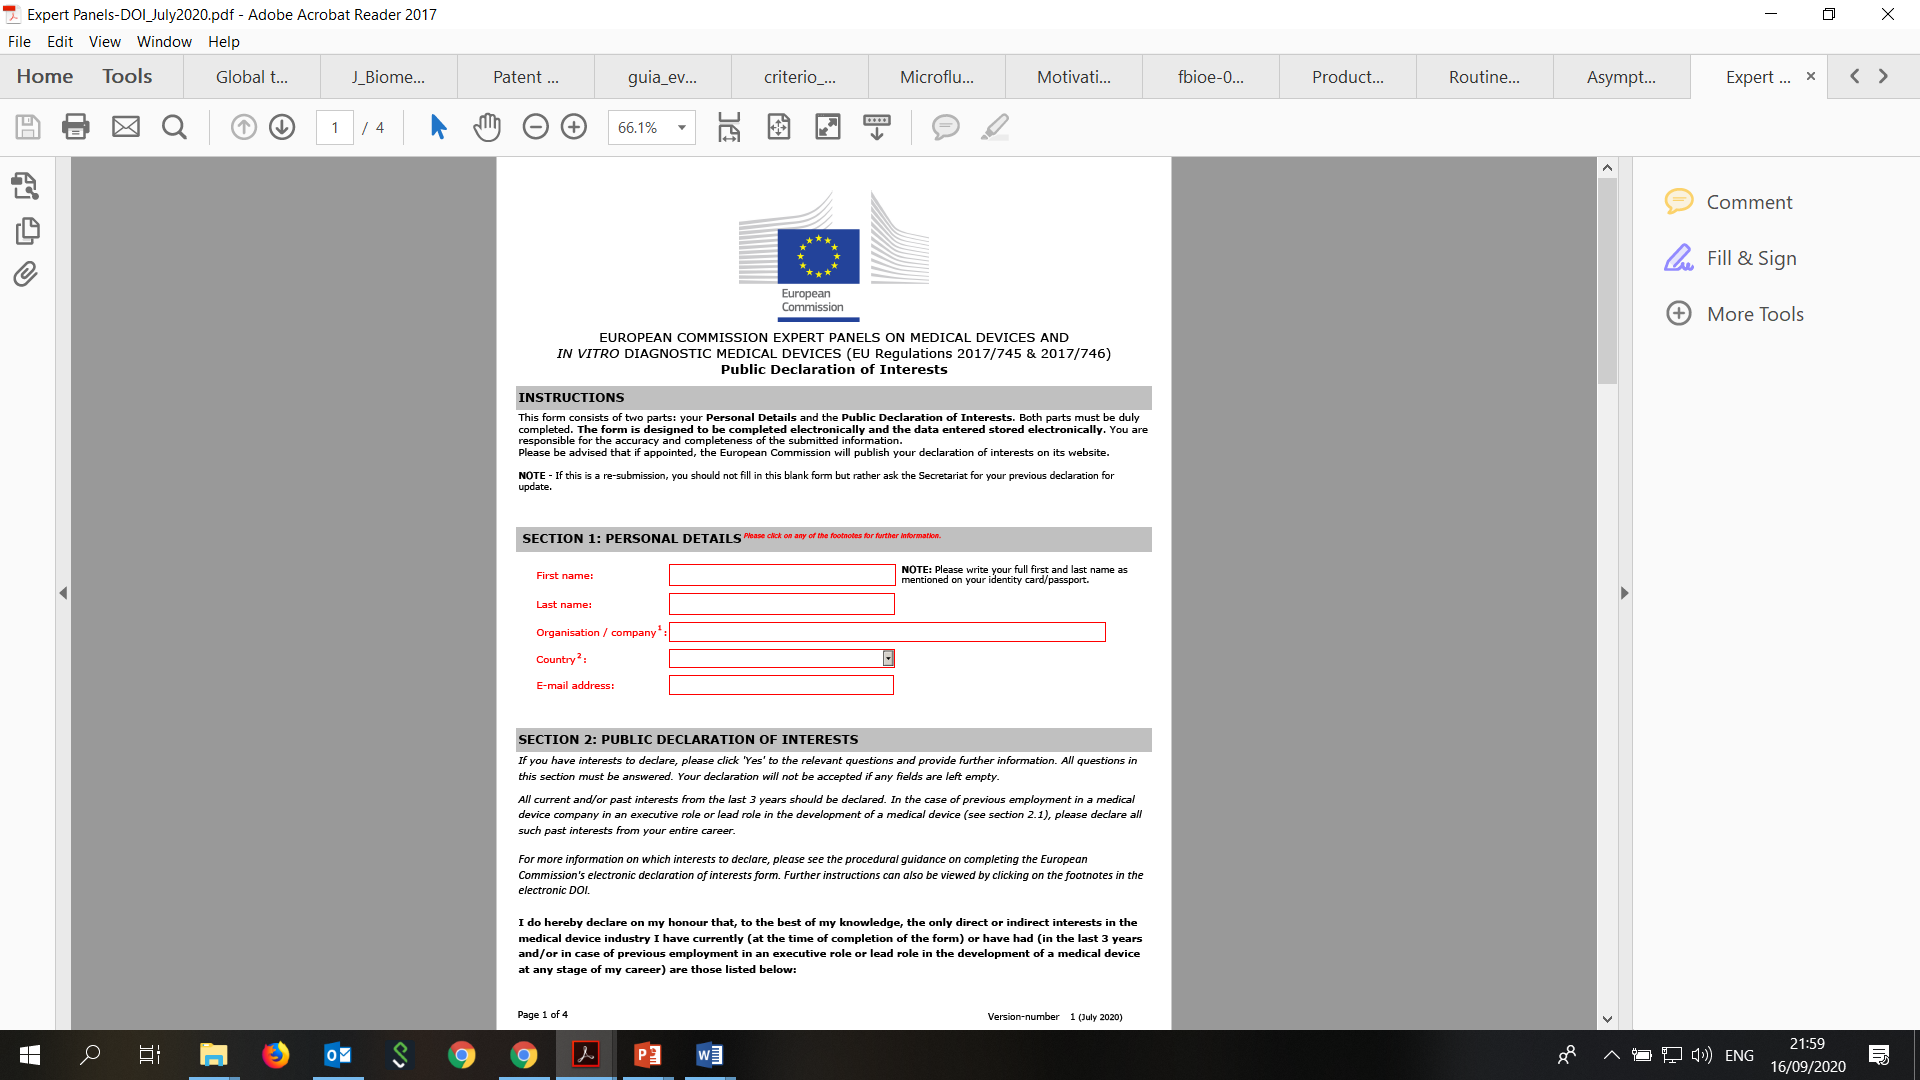 Expert Panels-DOI_July2020.pdf - Adobe Acrobat Reader 2017
File Edit View Window Help
Home Tools Global t... J_Biome... Patent ... guia_ev... criterio_... Microflu... Motivati... fbioe-0... Product... Routine... Asympt... Expert ...
1 / 4 66.1%
Comment
Fill & Sign
More Tools
European
Commission
EUROPEAN COMMISSION EXPERT PANELS ON MEDICAL DEVICES AND
IN VITRO DIAGNOSTIC MEDICAL DEVICES (EU Regulations 2017/745 & 2017/746)
Public Declaration of Interests
INSTRUCTIONS
This form consists of two parts: your Personal Details and the Public Declaration of Interests. Both parts must be duly
completed. The form is designed to be completed electronically and the data entered stored electronically. You are
responsible for the accuracy and completeness of the submitted information.
Please be advised that if appointed, the European Commission will publish your declaration of interests on its website.
NOTE - If this is a re-submission, you should not fill in this blank form but rather ask the Secretariat for your previous declaration for
update.
SECTION 1: PERSONAL DETAILS Please click on any of the footnotes for further information.
First name:
NOTE: Please write your full first and last name as
mentioned on your identity card/passport.
Last name:
Organisation / company1:
Country2:
E-mail address:
SECTION 2: PUBLIC DECLARATION OF INTERESTS
If you have interests to declare, please click 'Yes' to the relevant questions and provide further information. All questions in
this section must be answered. Your declaration will not be accepted if any fields are left empty.
All current and/or past interests from the last 3 years should be declared. In the case of previous employment in a medical
device company in an executive role or lead role in the development of a medical device (see section 2.1), please declare all
such past interests from your entire career.
For more information on which interests to declare, please see the procedural guidance on completing the European
Commission's electronic declaration of interests form. Further instructions can also be viewed by clicking on the footnotes in the
electronic DOI.
I do hereby declare on my honour that, to the best of my knowledge, the only direct or indirect interests in the
medical device industry I have currently (at the time of completion of the form) or have had (in the last 3 years
and/or in case of previous employment in an executive role or lead role in the development of a medical device
at any stage of my career) are those listed below:
Page 1 of 4
Version-number 1 (July 2020)
ENG
21:59
16/09/2020